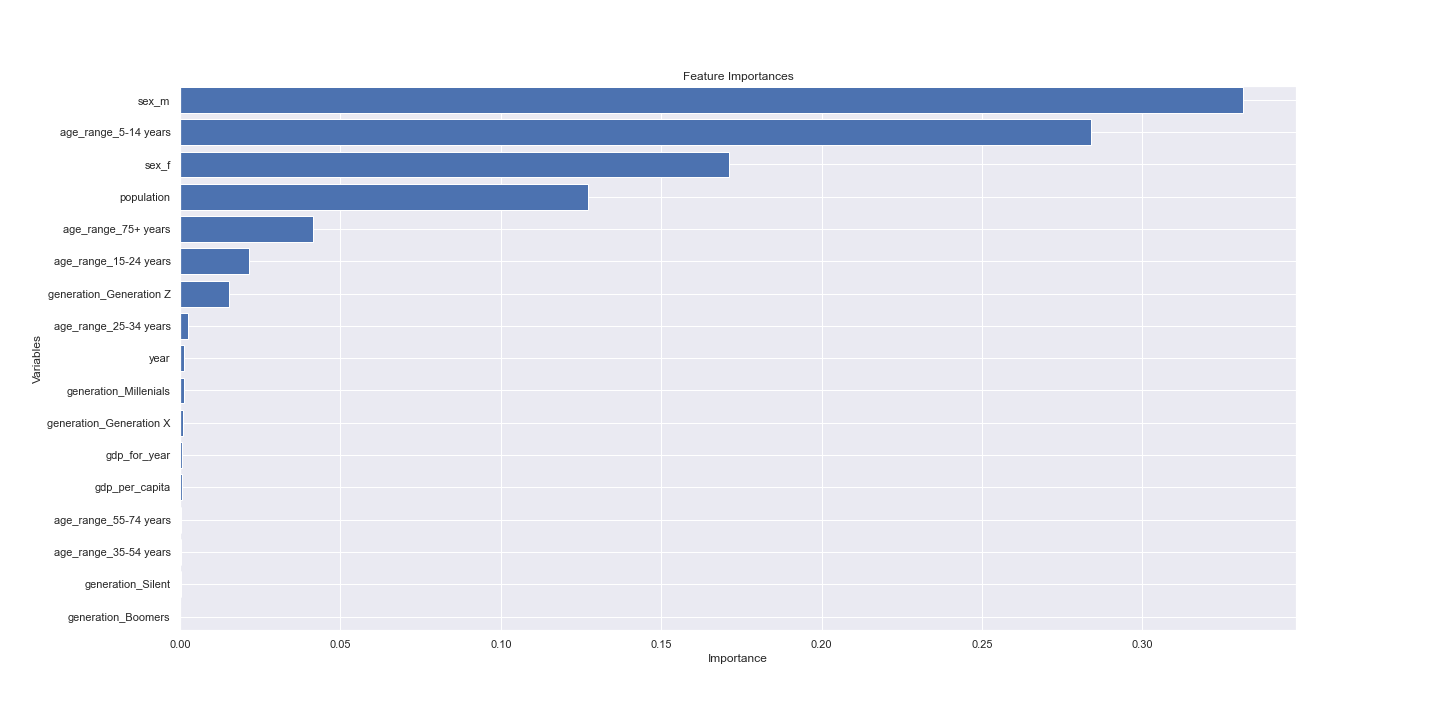 Feature Importances
sex_m
age_range_5-14 years
sex_f
population
age_range_75+ years
age_range_15-24 years
generation_Generation Z
age_range_25-34 years
year
generation_Millenials
generation_Generation X
gdp_for_year
gdp_per_capita
age_range_55-74 years
age_range_35-54 years
generation_Silent
generation_Boomers
Variables
0.00 0.05 0.10 0.15 0.20 0.25 0.30
Importance